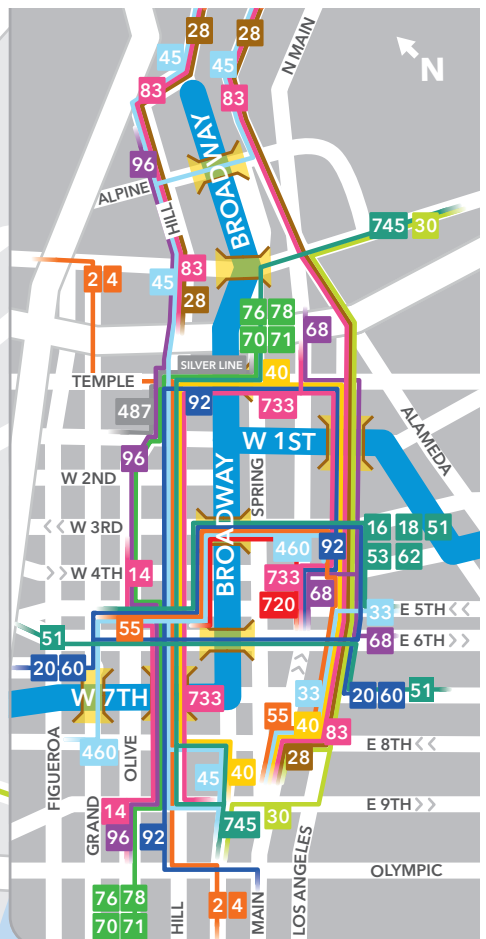 28
28
45
45
N MAIN
N
83
83
96
ALPINE
BROADWAY
HILL
745 30
2 4
45
83
28
76 78
70 71
68
SILVER LINE
40
TEMPLE
487
92
733
ALAMEDA
W 1ST
96
W 2ND
SPRING
BROADWAY
W 3RD
<<
16 18 51
53 62
460
92
>> W 4TH
14
733
68
720
33
E 5TH <<
55
51
68
E 6TH >>
20 60
20 60 51
W 7TH
733
33
55
40
83
460
E 8TH <<
28
FIGUEROA
OLIVE
GRAND
45
40
14
745
30
E 9TH >>
96
92
LOS ANGELES
OLYMPIC
76 78
70 71
HILL
2 4
MAIN